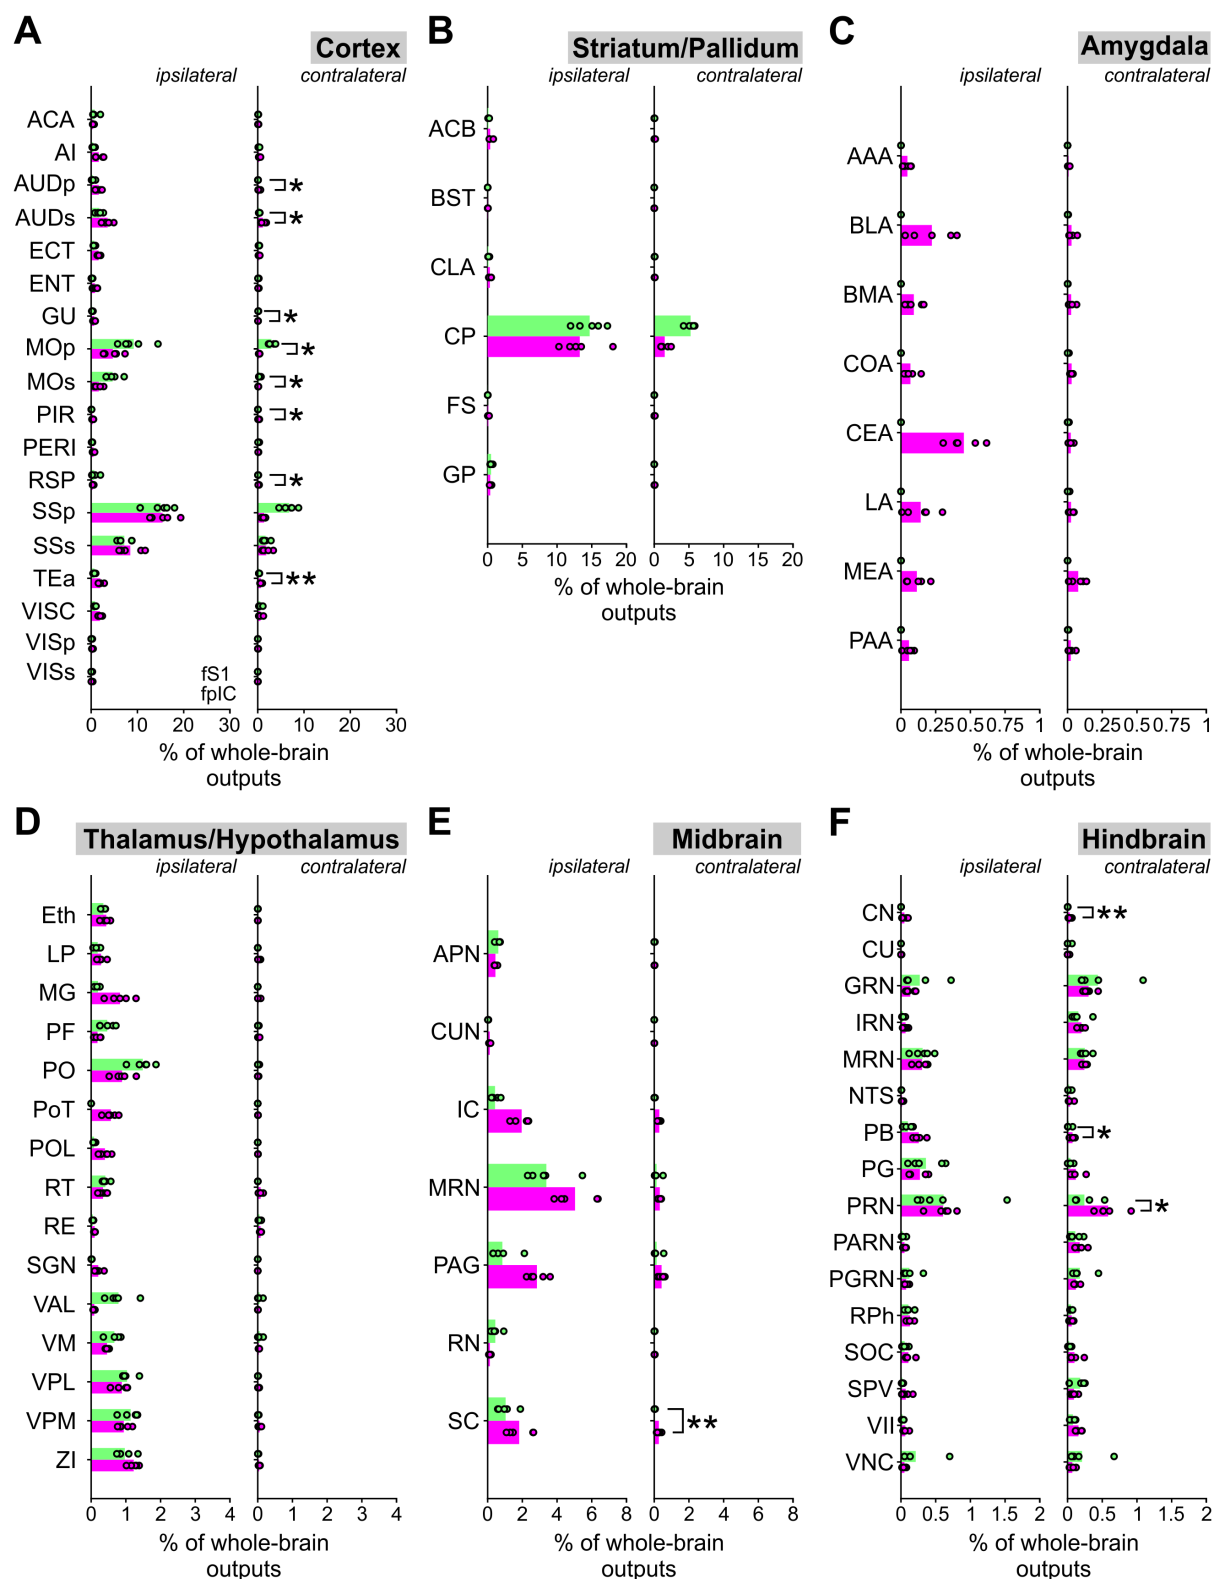 A
Cortex
ipsilateral
contralateral
ACA
AI
AUDp
*
AUDs
*
ECT
ENT
GU
*
MOp
*
MOs
*
PIR
*
PERI
RSP
*
SSp
SSs
TEa
**
VISC
VISp
VISs
fS1
fpIC
0 10 20 30
0 10 20 30
% of whole-brain
outputs
B
Striatum/Pallidum
ipsilateral
contralateral
ACB
BST
CLA
CP
FS
GP
0 5 10 15 20
0 5 10 15 20
% of whole-brain
outputs
C
Amygdala
ipsilateral
contralateral
AAA
BLA
BMA
COA
CEA
LA
MEA
PAA
0 0.25 0.5 0.75 1
0 0.25 0.5 0.75 1
% of whole-brain
outputs
D
Thalamus/Hypothalamus
ipsilateral
contralateral
Eth
LP
MG
PF
PO
PoT
POL
RT
RE
SGN
VAL
VM
VPL
VPM
ZI
0 1 2 3 4
0 1 2 3 4
% of whole-brain
outputs
E
Midbrain
ipsilateral
contralateral
APN
CUN
IC
MRN
PAG
RN
SC
**
0 2 4 6 8
0 2 4 6 8
% of whole-brain
outputs
F
Hindbrain
ipsilateral
contralateral
CN
**
CU
GRN
IRN
MRN
NTS
PB
*
PG
PRN
*
PARN
PGRN
RPh
SOC
SPV
VII
VNC
0 0.5 1 1.5 2
0 0.5 1 1.5 2
% of whole-brain
outputs